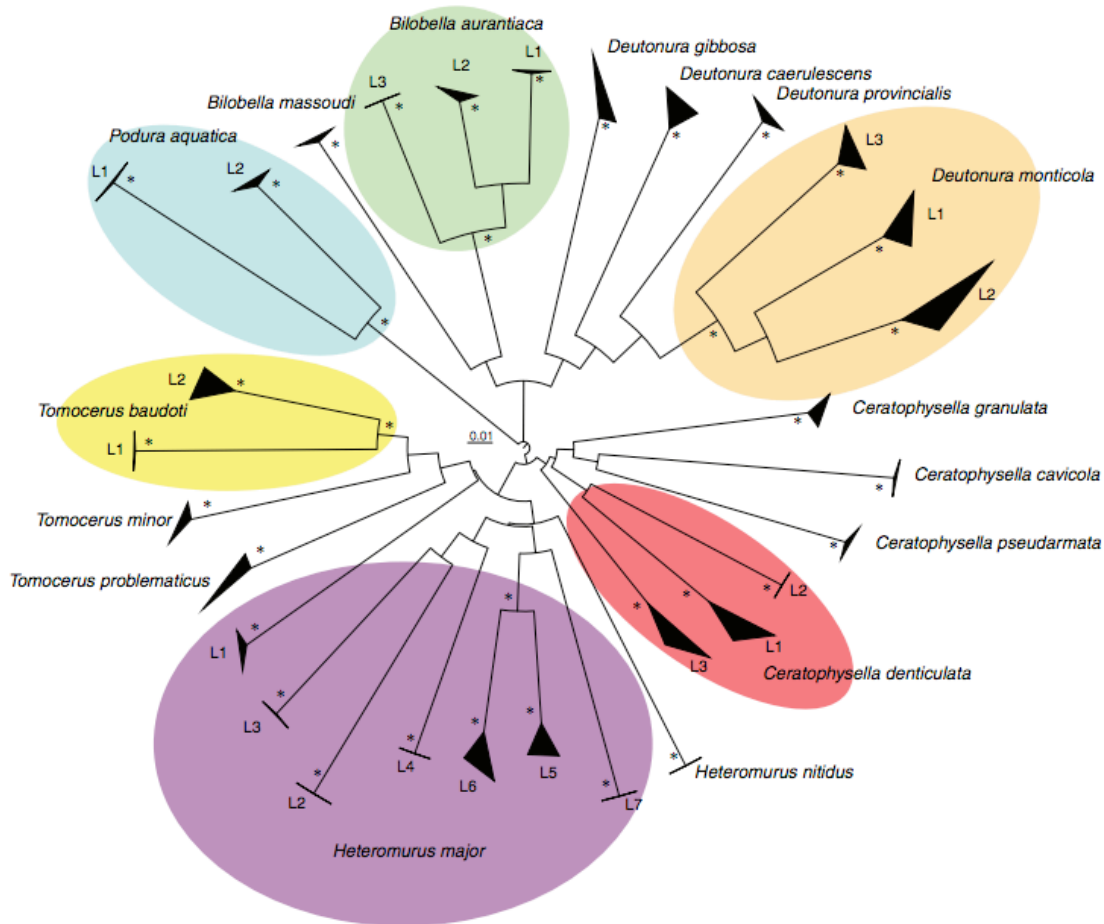 Bilobella aurantiaca
L1
L2
L3
*
*
*
*
Deutonura gibbosa
*
Deutonura caerulescens
*
Deutonura provincialis
*
Bilobella massoudi
*
Podura aquatica
L1
*
L2
*
*
L3
*
Deutonura monticola
L1
*
L2
*
*
Tomocerus baudoti
L2
*
*
L1
*
0.01
Ceratophysella granulata
*
Ceratophysella cavicola
*
Ceratophysella pseudarmata
*
Tomocerus minor
*
Tomocerus problematicus
*
L2
*
L1
*
L3
*
Ceratophysella denticulata
L1
*
L3
*
L2
*
L4
*
*
L6
*
L5
*
L7
*
Heteromurus nitidus
*
Heteromurus major